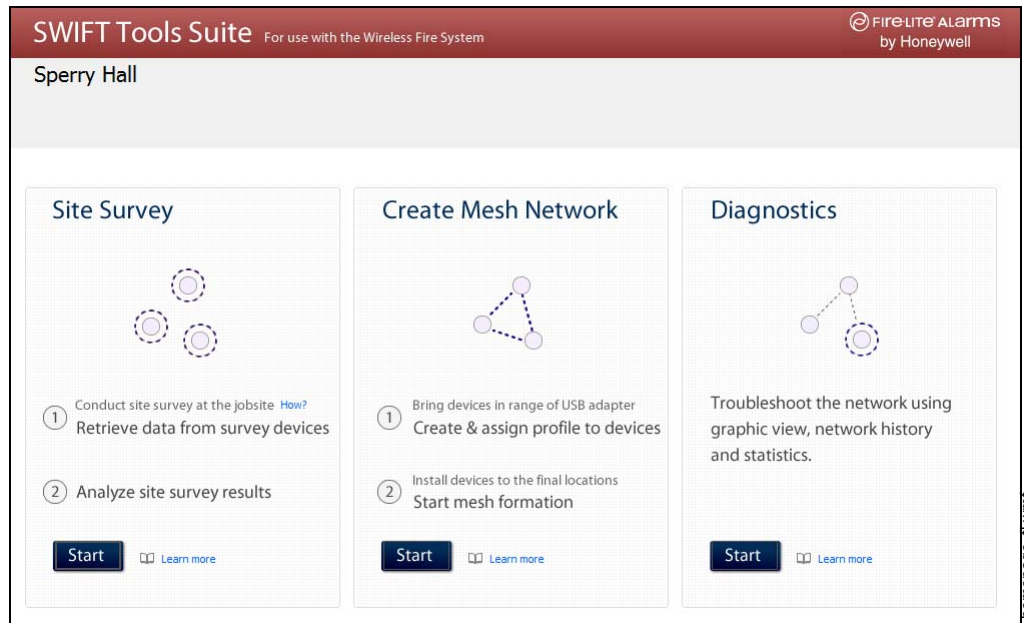 SWIFT Tools Suite For use with the Wireless Fire System
FIRE•LITE® ALARMS
by Honeywell
Sperry Hall
Site Survey
1 Conduct site survey at the jobsite How?
Retrieve data from survey devices
2 Analyze site survey results
Start Learn more
Create Mesh Network
1 Bring devices in range of USB adapter
Create & assign profile to devices
2 Install devices to the final locations
Start mesh formation
Start Learn more
Diagnostics
Troubleshoot the network using
graphic view, network history
and statistics.
Start Learn more